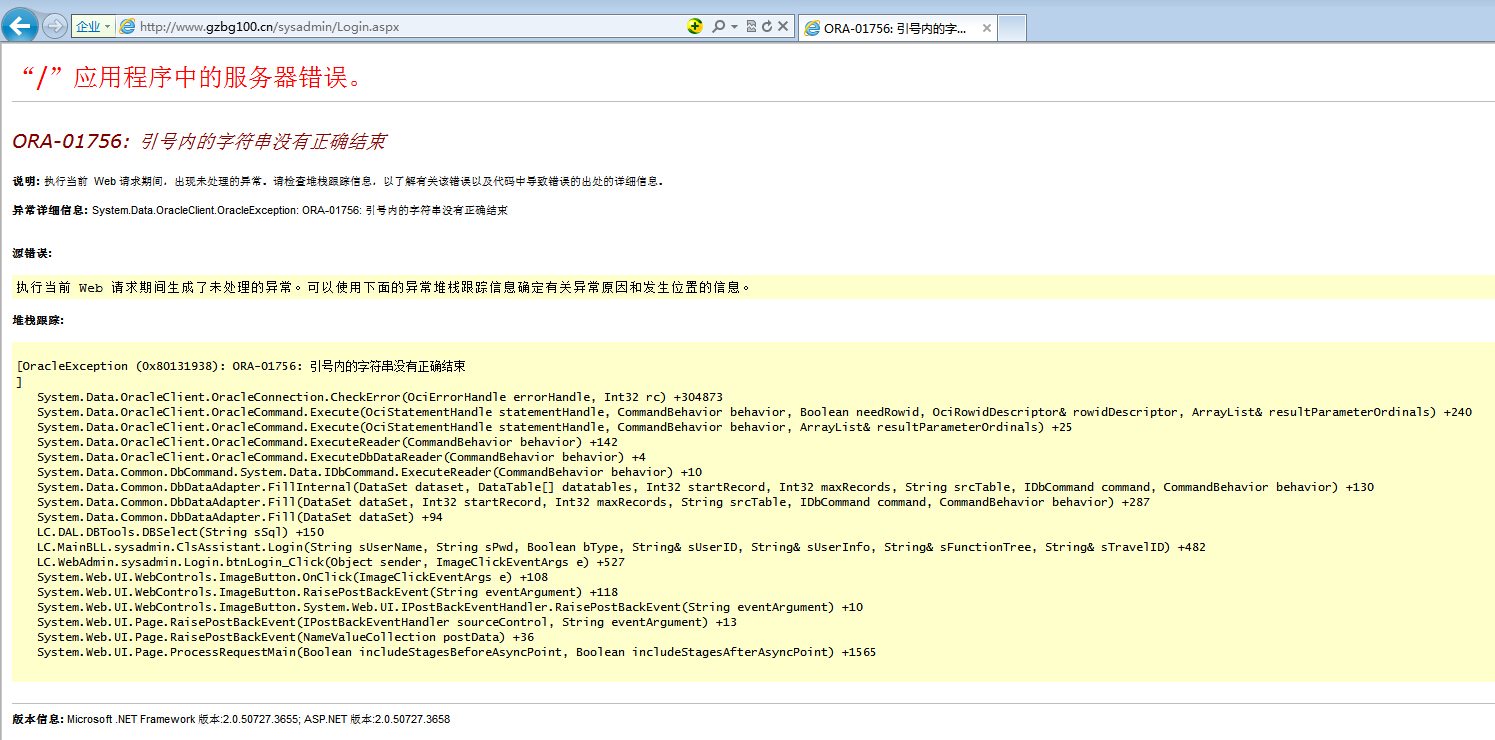 企业 http://www.gzbg100.cn/sysadmin/Login.aspx ORA-01756: 引号内的字...
“/”应用程序中的服务器错误。
ORA-01756: 引号内的字符串没有正确结束
说明: 执行当前 Web 请求期间，出现未处理的异常。请检查堆栈跟踪信息，以了解有关该错误以及代码中导致错误的出处的详细信息。
异常详细信息: System.Data.OracleClient.OracleException: ORA-01756: 引号内的字符串没有正确结束
源错误:
执行当前 Web 请求期间生成了未处理的异常。可以使用下面的异常堆栈跟踪信息确定有关异常原因和发生位置的信息。
堆栈跟踪:
[OracleException (0x80131938): ORA-01756: 引号内的字符串没有正确结束
]
System.Data.OracleClient.OracleConnection.CheckError(OciErrorHandle errorHandle, Int32 rc) +304873
System.Data.OracleClient.OracleCommand.Execute(OciStatementHandle statementHandle, CommandBehavior behavior, Boolean needRowid, OciRowidDescriptor& rowidDescriptor, ArrayList& resultParameterOrdinals) +240
System.Data.OracleClient.OracleCommand.Execute(OciStatementHandle statementHandle, CommandBehavior behavior, ArrayList& resultParameterOrdinals) +25
System.Data.OracleClient.OracleCommand.ExecuteReader(CommandBehavior behavior) +142
System.Data.OracleClient.OracleCommand.ExecuteDbDataReader(CommandBehavior behavior) +4
System.Data.Common.DbCommand.System.Data.IDbCommand.ExecuteReader(CommandBehavior behavior) +10
System.Data.Common.DbDataAdapter.FillInternal(DataSet dataset, DataTable[] datatables, Int32 startRecord, Int32 maxRecords, String srcTable, IDbCommand command, CommandBehavior behavior) +130
System.Data.Common.DbDataAdapter.Fill(DataSet dataSet, Int32 startRecord, Int32 maxRecords, String srcTable, IDbCommand command, CommandBehavior behavior) +287
System.Data.Common.DbDataAdapter.Fill(DataSet dataSet) +94
LC.DAL.DBTools.DBSelect(String sSql) +150
LC.MainBLL.sysadmin.ClsAssistant.Login(String sUserName, String sPwd, Boolean bType, String& sUserID, String& sUserInfo, String& sFunctionTree, String& sTravelID) +482
LC.WebAdmin.sysadmin.Login.btnLogin_Click(Object sender, ImageClickEventArgs e) +527
System.Web.UI.WebControls.ImageButton.OnClick(ImageClickEventArgs e) +108
System.Web.UI.WebControls.ImageButton.RaisePostBackEvent(String eventArgument) +118
System.Web.UI.WebControls.ImageButton.System.Web.UI.IPostBackEventHandler.RaisePostBackEvent(String eventArgument) +10
System.Web.UI.Page.RaisePostBackEvent(IPostBackEventHandler sourceControl, String eventArgument) +13
System.Web.UI.Page.RaisePostBackEvent(NameValueCollection postData) +36
System.Web.UI.Page.ProcessRequestMain(Boolean includeStagesBeforeAsyncPoint, Boolean includeStagesAfterAsyncPoint) +1565
版本信息: Microsoft .NET Framework 版本:2.0.50727.3655; ASP.NET 版本:2.0.50727.3658